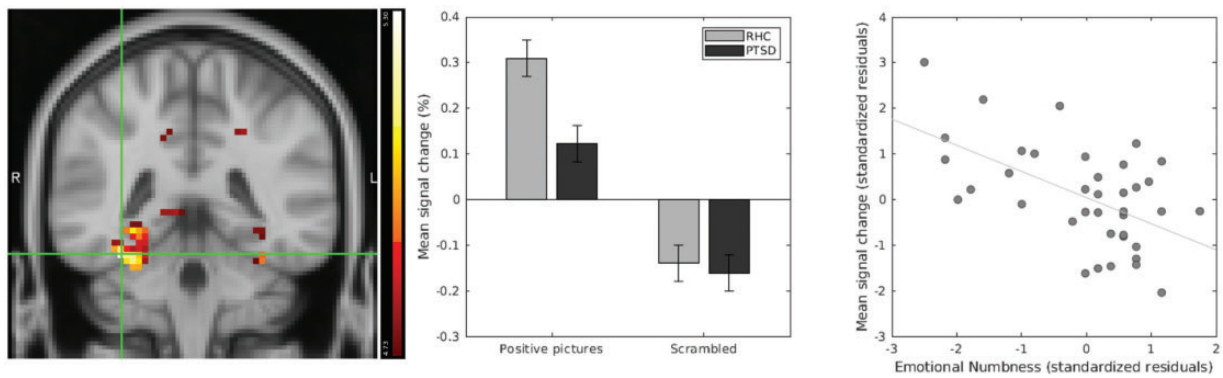 R
L
5.30
4.73
Mean signal change (%)
0.4
0.3
0.2
0.1
0
-0.1
-0.2
-0.3
RHC
PTSD
Positive pictures
Scrambled
Mean signal change (standardized residuals)
4
3
2
1
0
-1
-2
-3
-3
-2
-1
0
1
2
Emotional Numbness (standardized residuals)